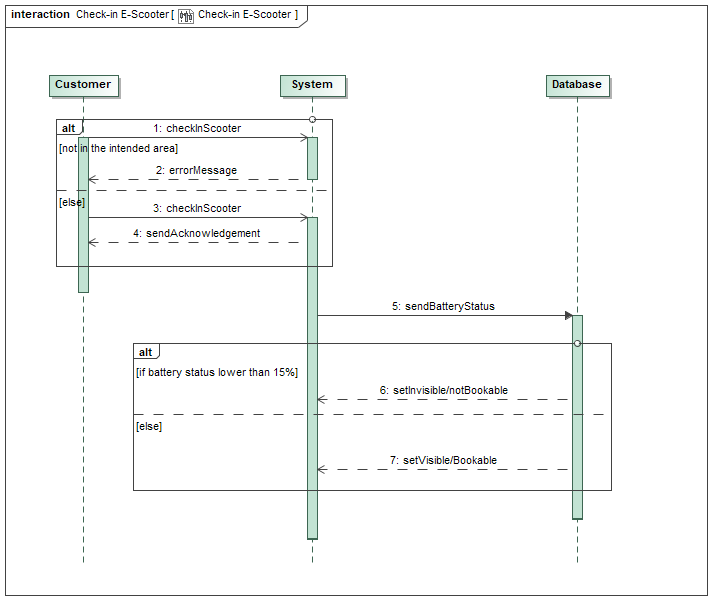 interaction Check-in E-Scooter [ Check-in E-Scooter ]
Customer System Database
alt
1: checkInScooter
[not in the intended area]
2: errorMessage
[else]
3: checkInScooter
4: sendAcknowledgement
5: sendBatteryStatus
alt
[if battery status lower than 15%]
6: setInvisible/notBookable
[else]
7: setVisible/Bookable